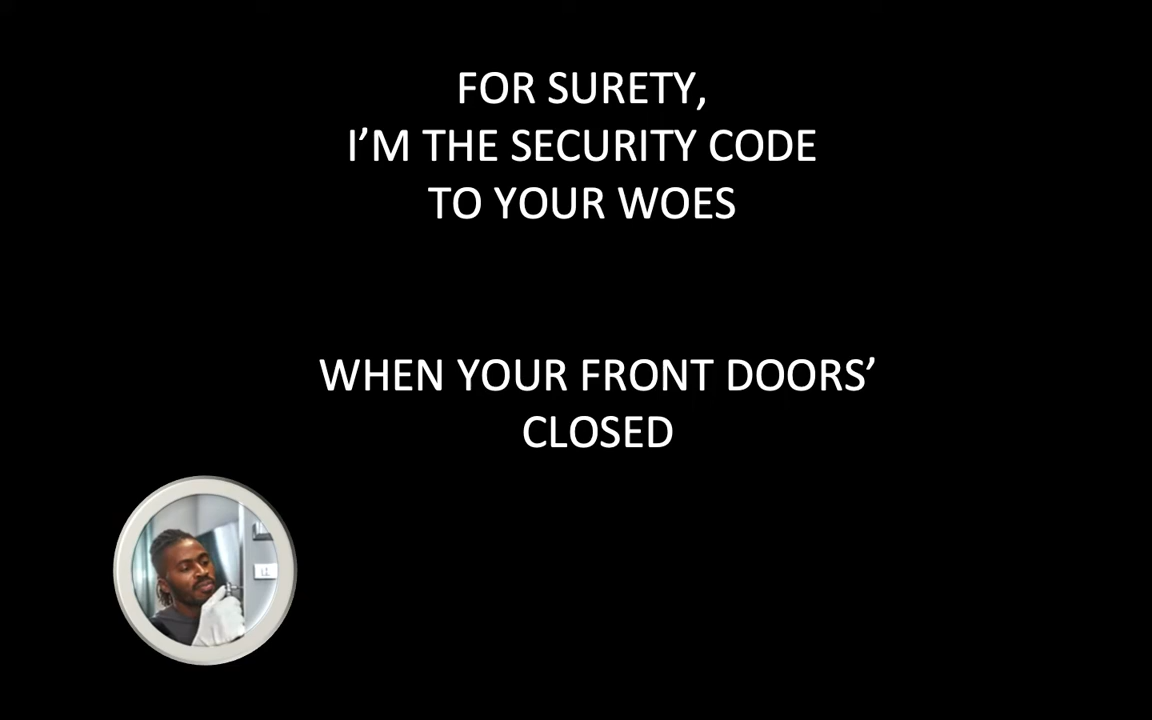 FOR SURETY,
I’M THE SECURITY CODE
TO YOUR WOES
WHEN YOUR FRONT DOORS’
CLOSED